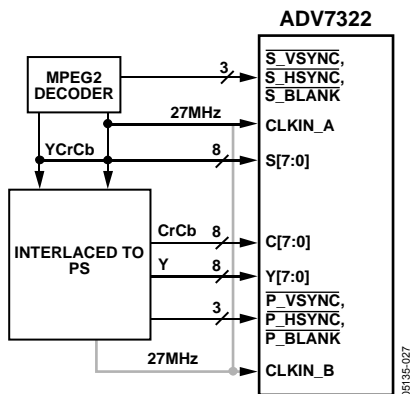 ADV7322
MPEG2
DECODER
3
S_VSYNC,
S_HSYNC,
S_BLANK
27MHz
CLKIN_A
YCrCb
8
S[7:0]
INTERLACED TO
PS
CrCb
8
C[7:0]
Y
8
Y[7:0]
3
P_VSYNC,
P_HSYNC,
P_BLANK
27MHz
CLKIN_B
05135-027